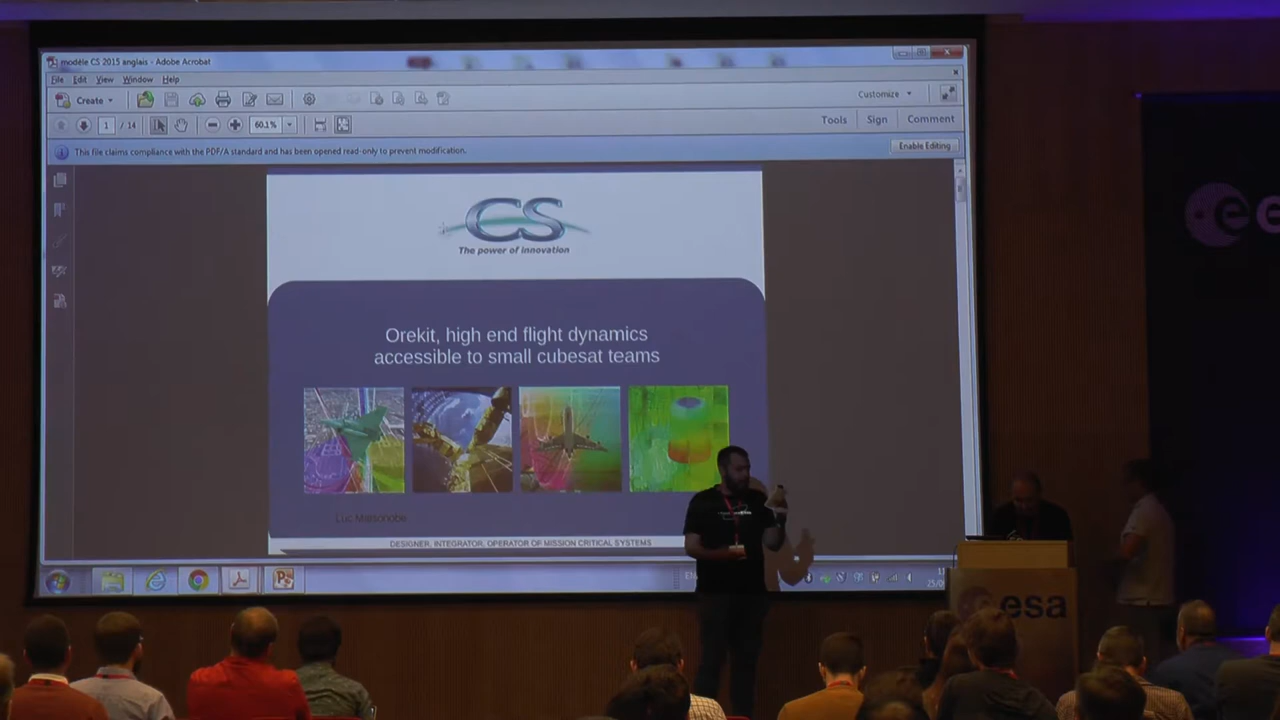 modèle CS 2015 anglais - Adobe Acrobat
File Edit View Window Help
Create
Customize
1 / 14
60.1%
Tools Sign Comment
This file claims compliance with the PDF/A standard and has been opened read-only to prevent modification.
Enable Editing
CS
The power of innovation
Orekit, high end flight dynamics
accessible to small cubesat teams
Luc Maisonobe
DESIGNER, INTEGRATOR, OPERATOR OF MISSION CRITICAL SYSTEMS
EN
esa